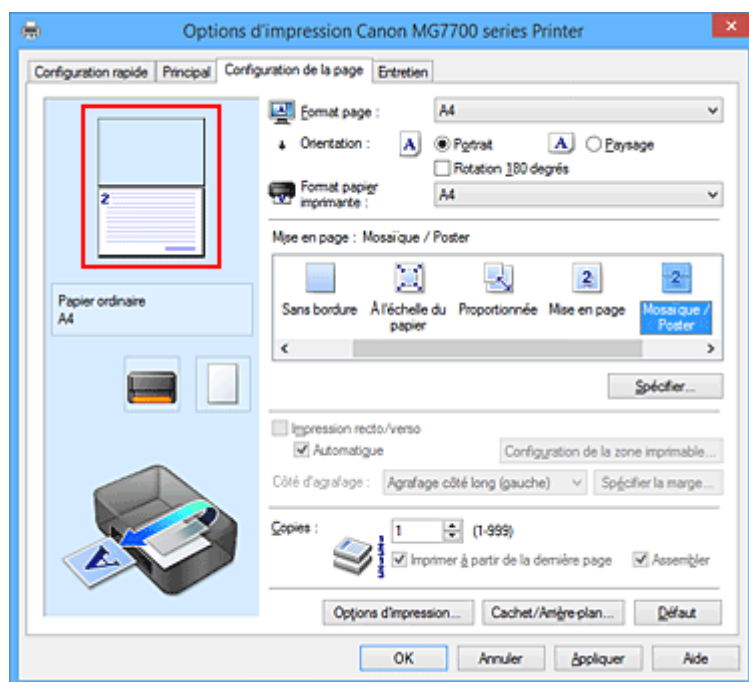 Options d'impression Canon MG7700 series Printer
Configuration rapide Principal Configuration de la page Entretien
Format page : A4
Orientation : A Portrait A Paysage
Rotation 180 degrés
Format papier imprimante : A4
2
Mise en page : Mosaïque / Poster
Papier ordinaire
A4
2 2
Sans bordure À l'échelle du papier Proportionnée Mise en page Mosaïque / Poster
Spécifier...
Impression recto/verso
Automatique Configuration de la zone imprimable...
Côté d'agrafage : Agrafage côté long (gauche) Spécifier la marge...
Copies : 1 (1-999)
Imprimer à partir de la dernière page Assembler
Options d'impression... Cachet/Arrière-plan... Défaut
OK Annuler Appliquer Aide